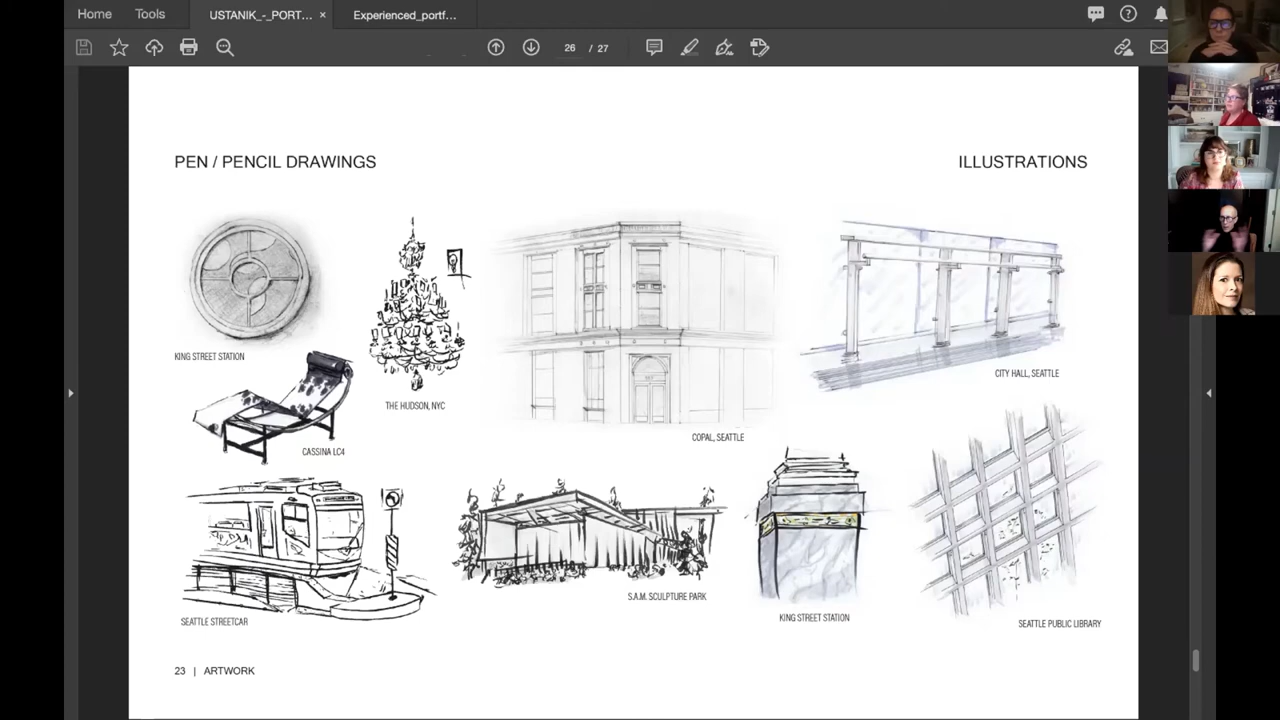 Home Tools USTANIK_-_PORT... × Experienced_portf...
26 / 27
PEN / PENCIL DRAWINGS
ILLUSTRATIONS
KING STREET STATION
THE HUDSON, NYC
CITY HALL, SEATTLE
COPAL, SEATTLE
CASSINA LC4
SEATTLE STREETCAR
S.A.M. SCULPTURE PARK
KING STREET STATION
SEATTLE PUBLIC LIBRARY
23 | ARTWORK